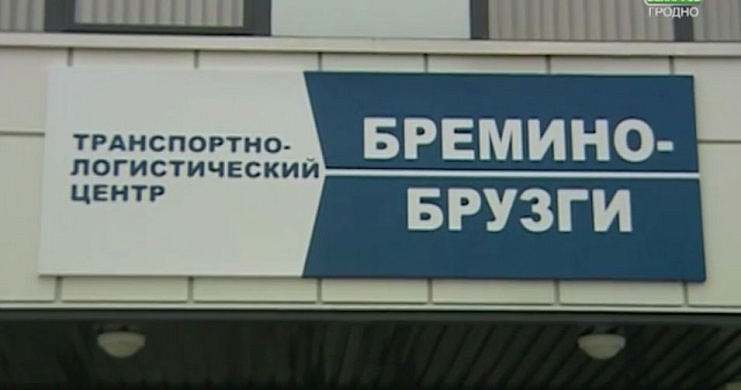 ГРОДНО
ТРАНСПОРТНО-
ЛОГИСТИЧЕСКИЙ
ЦЕНТР
БРЕМИНО-
БРУЗГИ